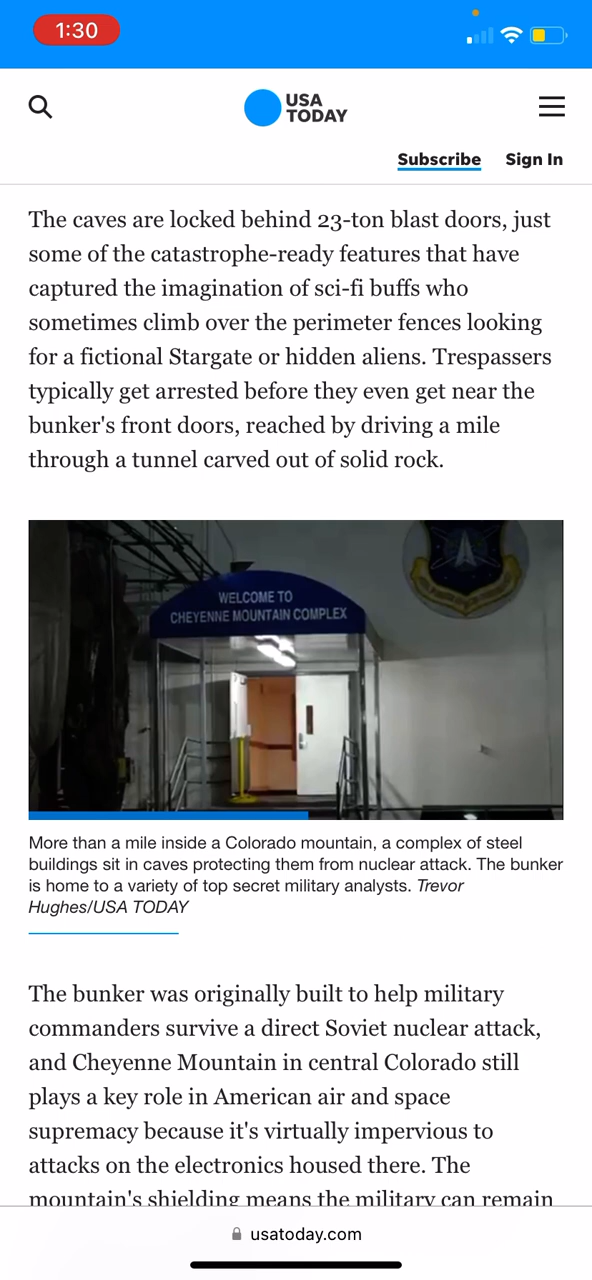 1:30
USA
TODAY
Subscribe Sign In
The caves are locked behind 23-ton blast doors, just
some of the catastrophe-ready features that have
captured the imagination of sci-fi buffs who
sometimes climb over the perimeter fences looking
for a fictional Stargate or hidden aliens. Trespassers
typically get arrested before they even get near the
bunker's front doors, reached by driving a mile
through a tunnel carved out of solid rock.
WELCOME TO
CHEYENNE MOUNTAIN COMPLEX
More than a mile inside a Colorado mountain, a complex of steel
buildings sit in caves protecting them from nuclear attack. The bunker
is home to a variety of top secret military analysts. Trevor
Hughes/USA TODAY
The bunker was originally built to help military
commanders survive a direct Soviet nuclear attack,
and Cheyenne Mountain in central Colorado still
plays a key role in American air and space
supremacy because it's virtually impervious to
attacks on the electronics housed there. The
mountain's shielding means the military can remain
usatoday.com